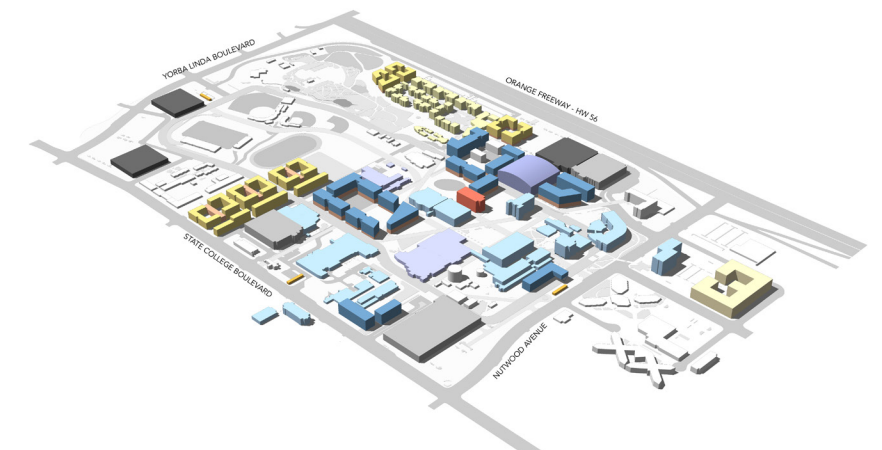 YORBA LINDA BOULEVARD
ORANGE FREEWAY - HW 56
STATE COLLEGE BOULEVARD
NUTWOOD AVENUE